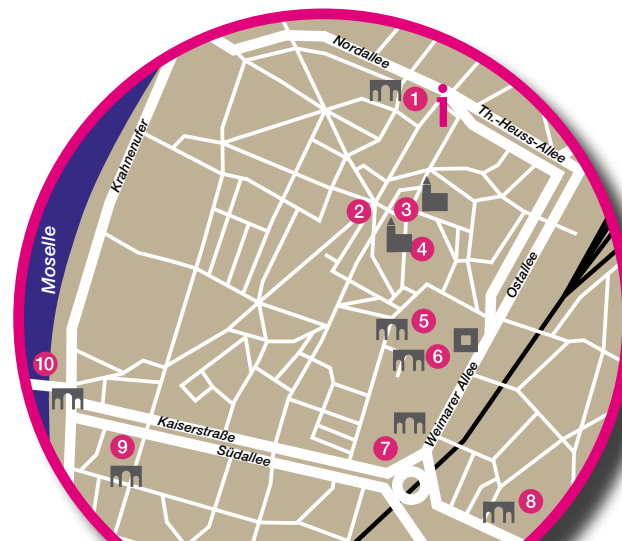 Nordallee
1
i
Th.-Heuss-Allee
Krahnenufer
2
3
4
Moselle
Ostallee
5
6
10
Weimarer Allee
Kaiserstraße
Südallee
7
9
8